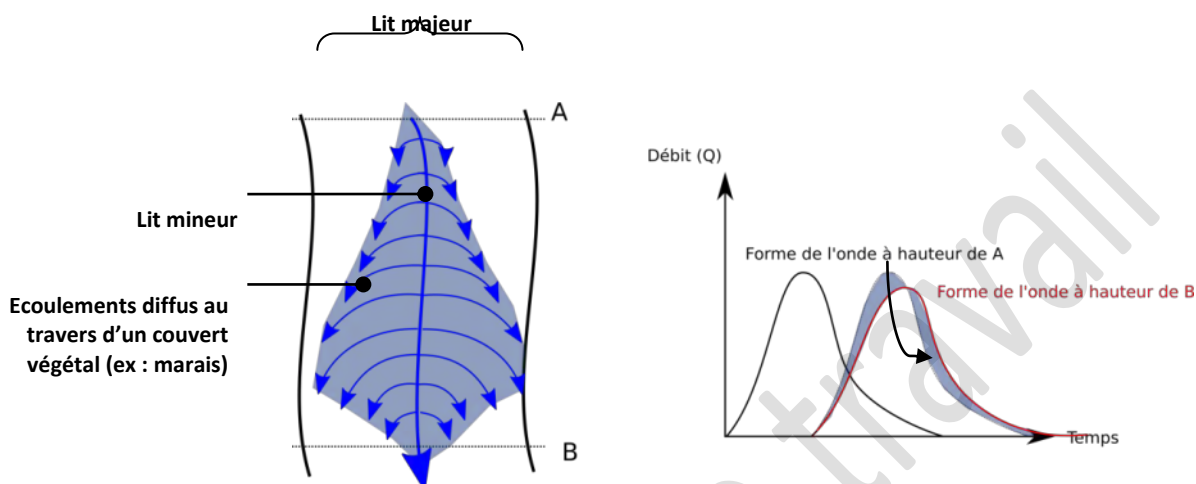 Lit majeur
A
Lit mineur
Ecoulements diffus au
travers d’un couvert
végétal (ex : marais)
B
Débit (Q)
Forme de l'onde à hauteur de A
Forme de l'onde à hauteur de B
Temps
travail